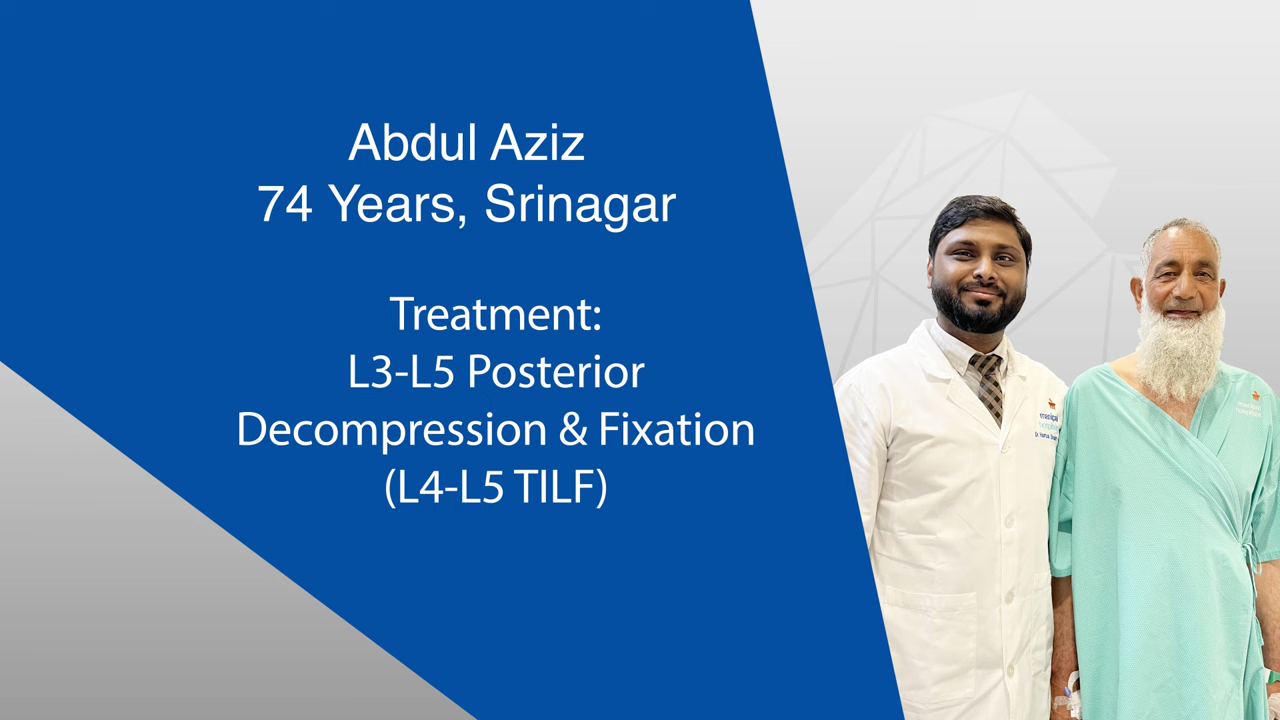 Abdul Aziz
74 Years, Srinagar
Treatment:
L3-L5 Posterior
Decompression & Fixation
(L4-L5 TILF)